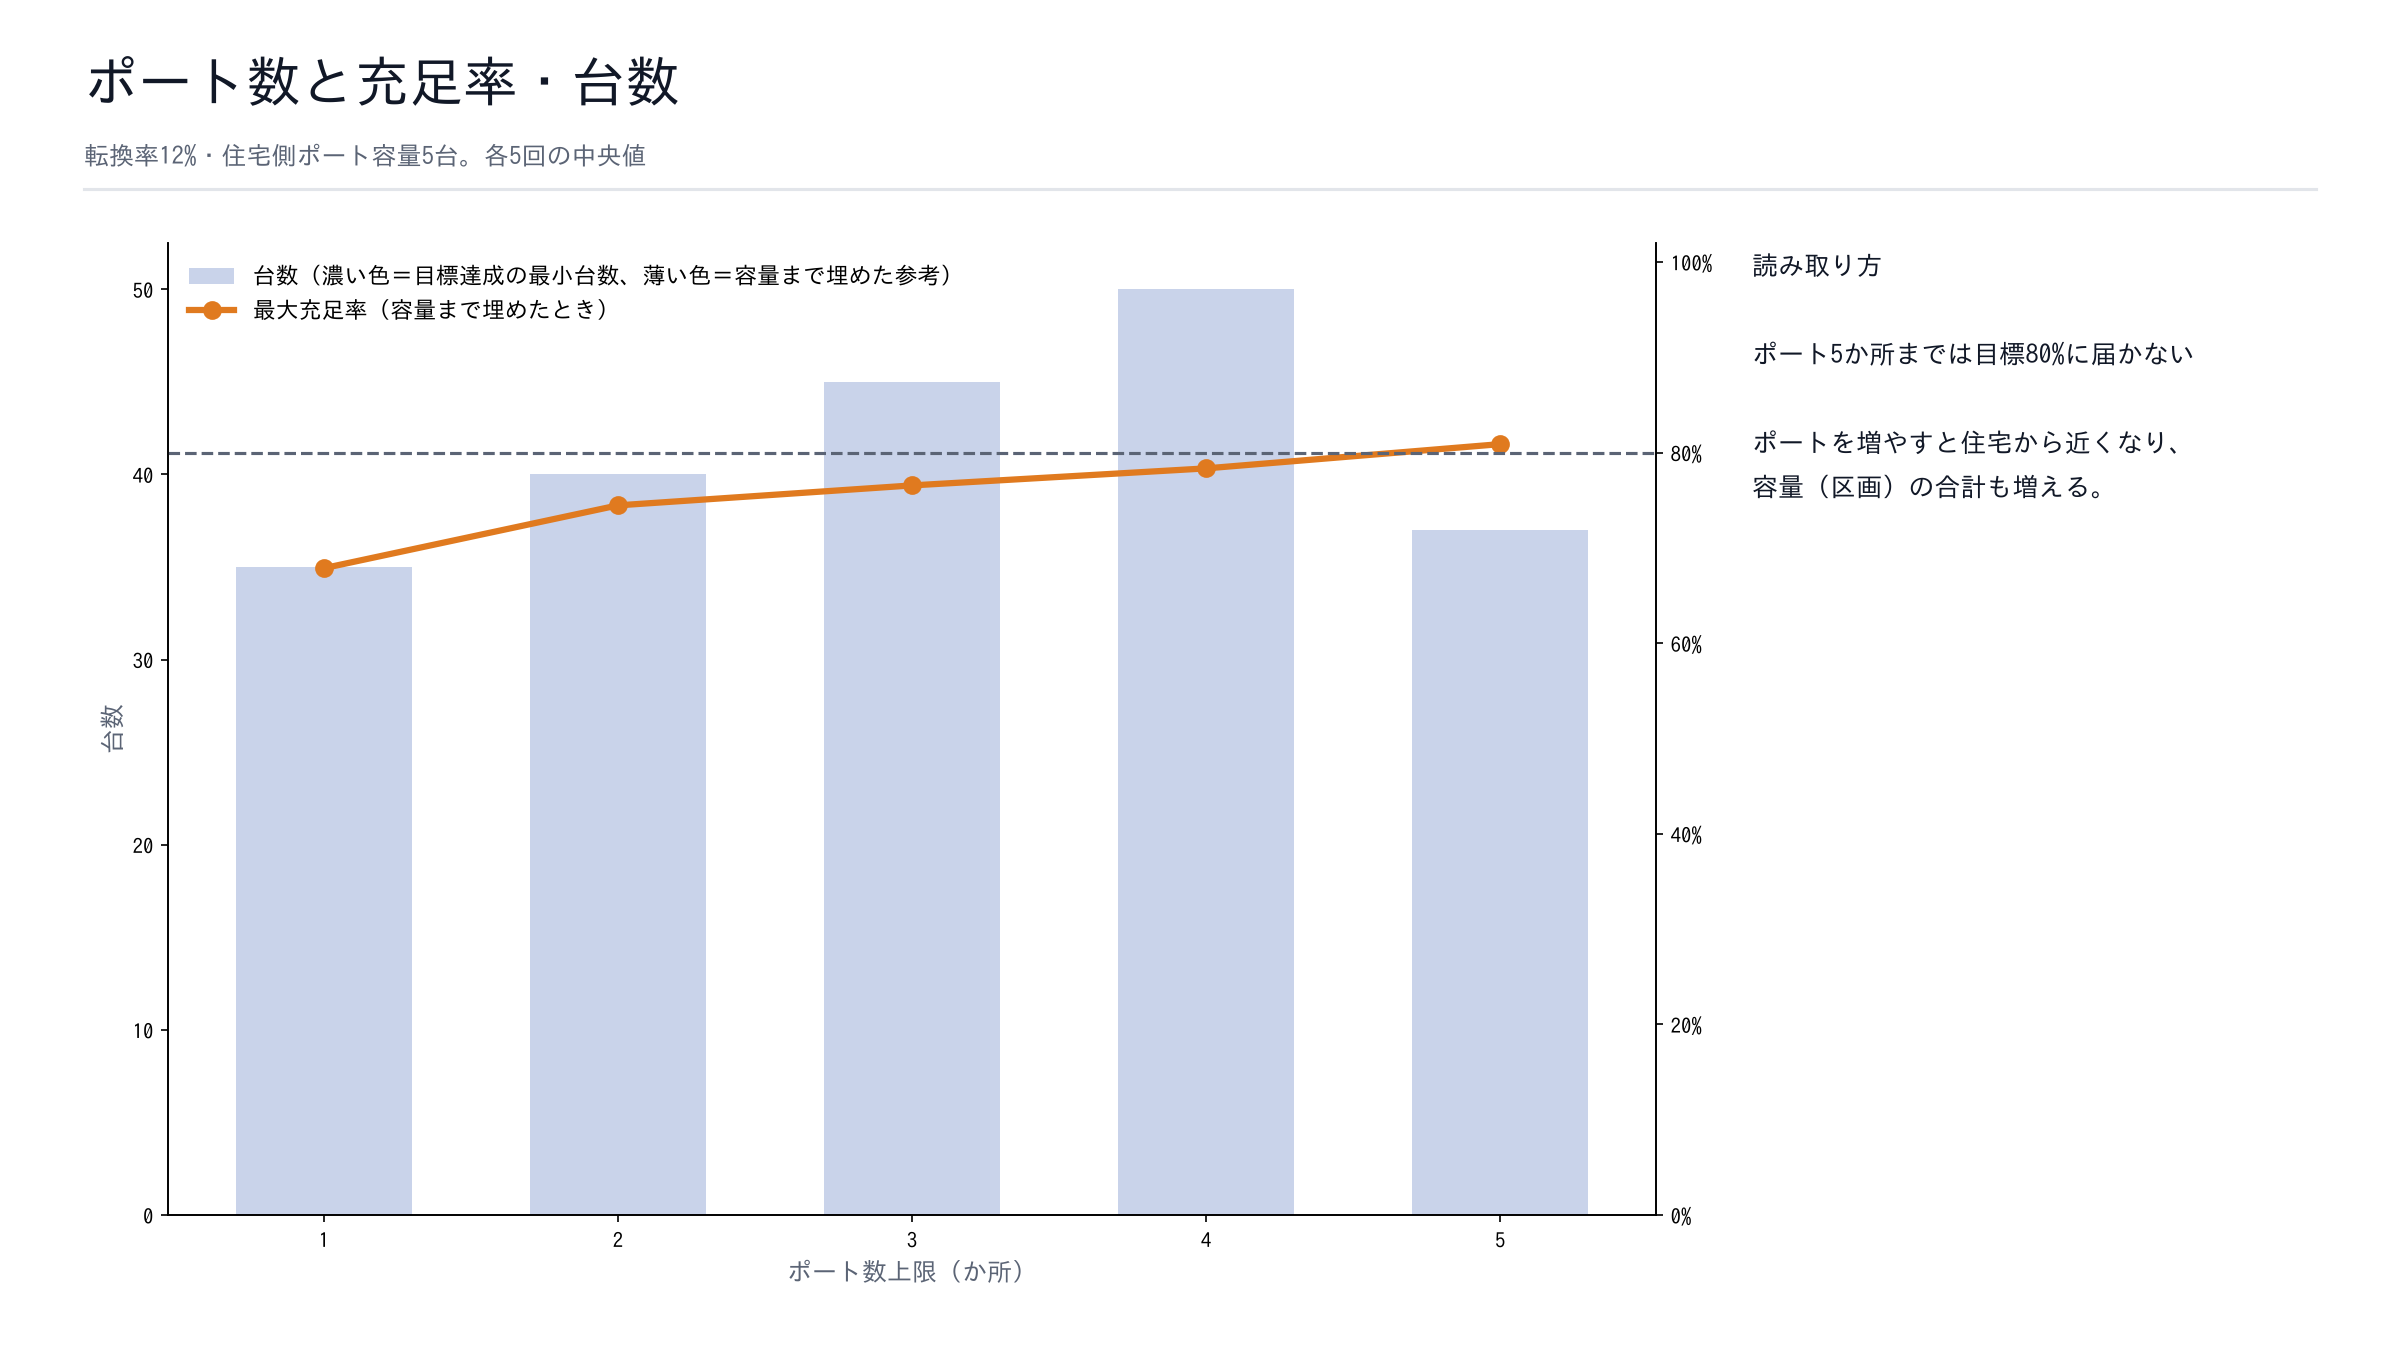 ポート数と充足率・台数
転換率12%・住宅側ポート容量5台。各5回の中央値
台数（濃い色＝目標達成の最小台数、薄い色＝容量まで埋めた参考）
最大充足率（容量まで埋めたとき）
50
40
30
20
10
0
台数
1
2
3
4
5
ポート数上限（か所）
100%
80%
60%
40%
20%
0%
読み取り方
ポート5か所までは目標80%に届かない
ポートを増やすと住宅から近くなり、
容量（区画）の合計も増える。